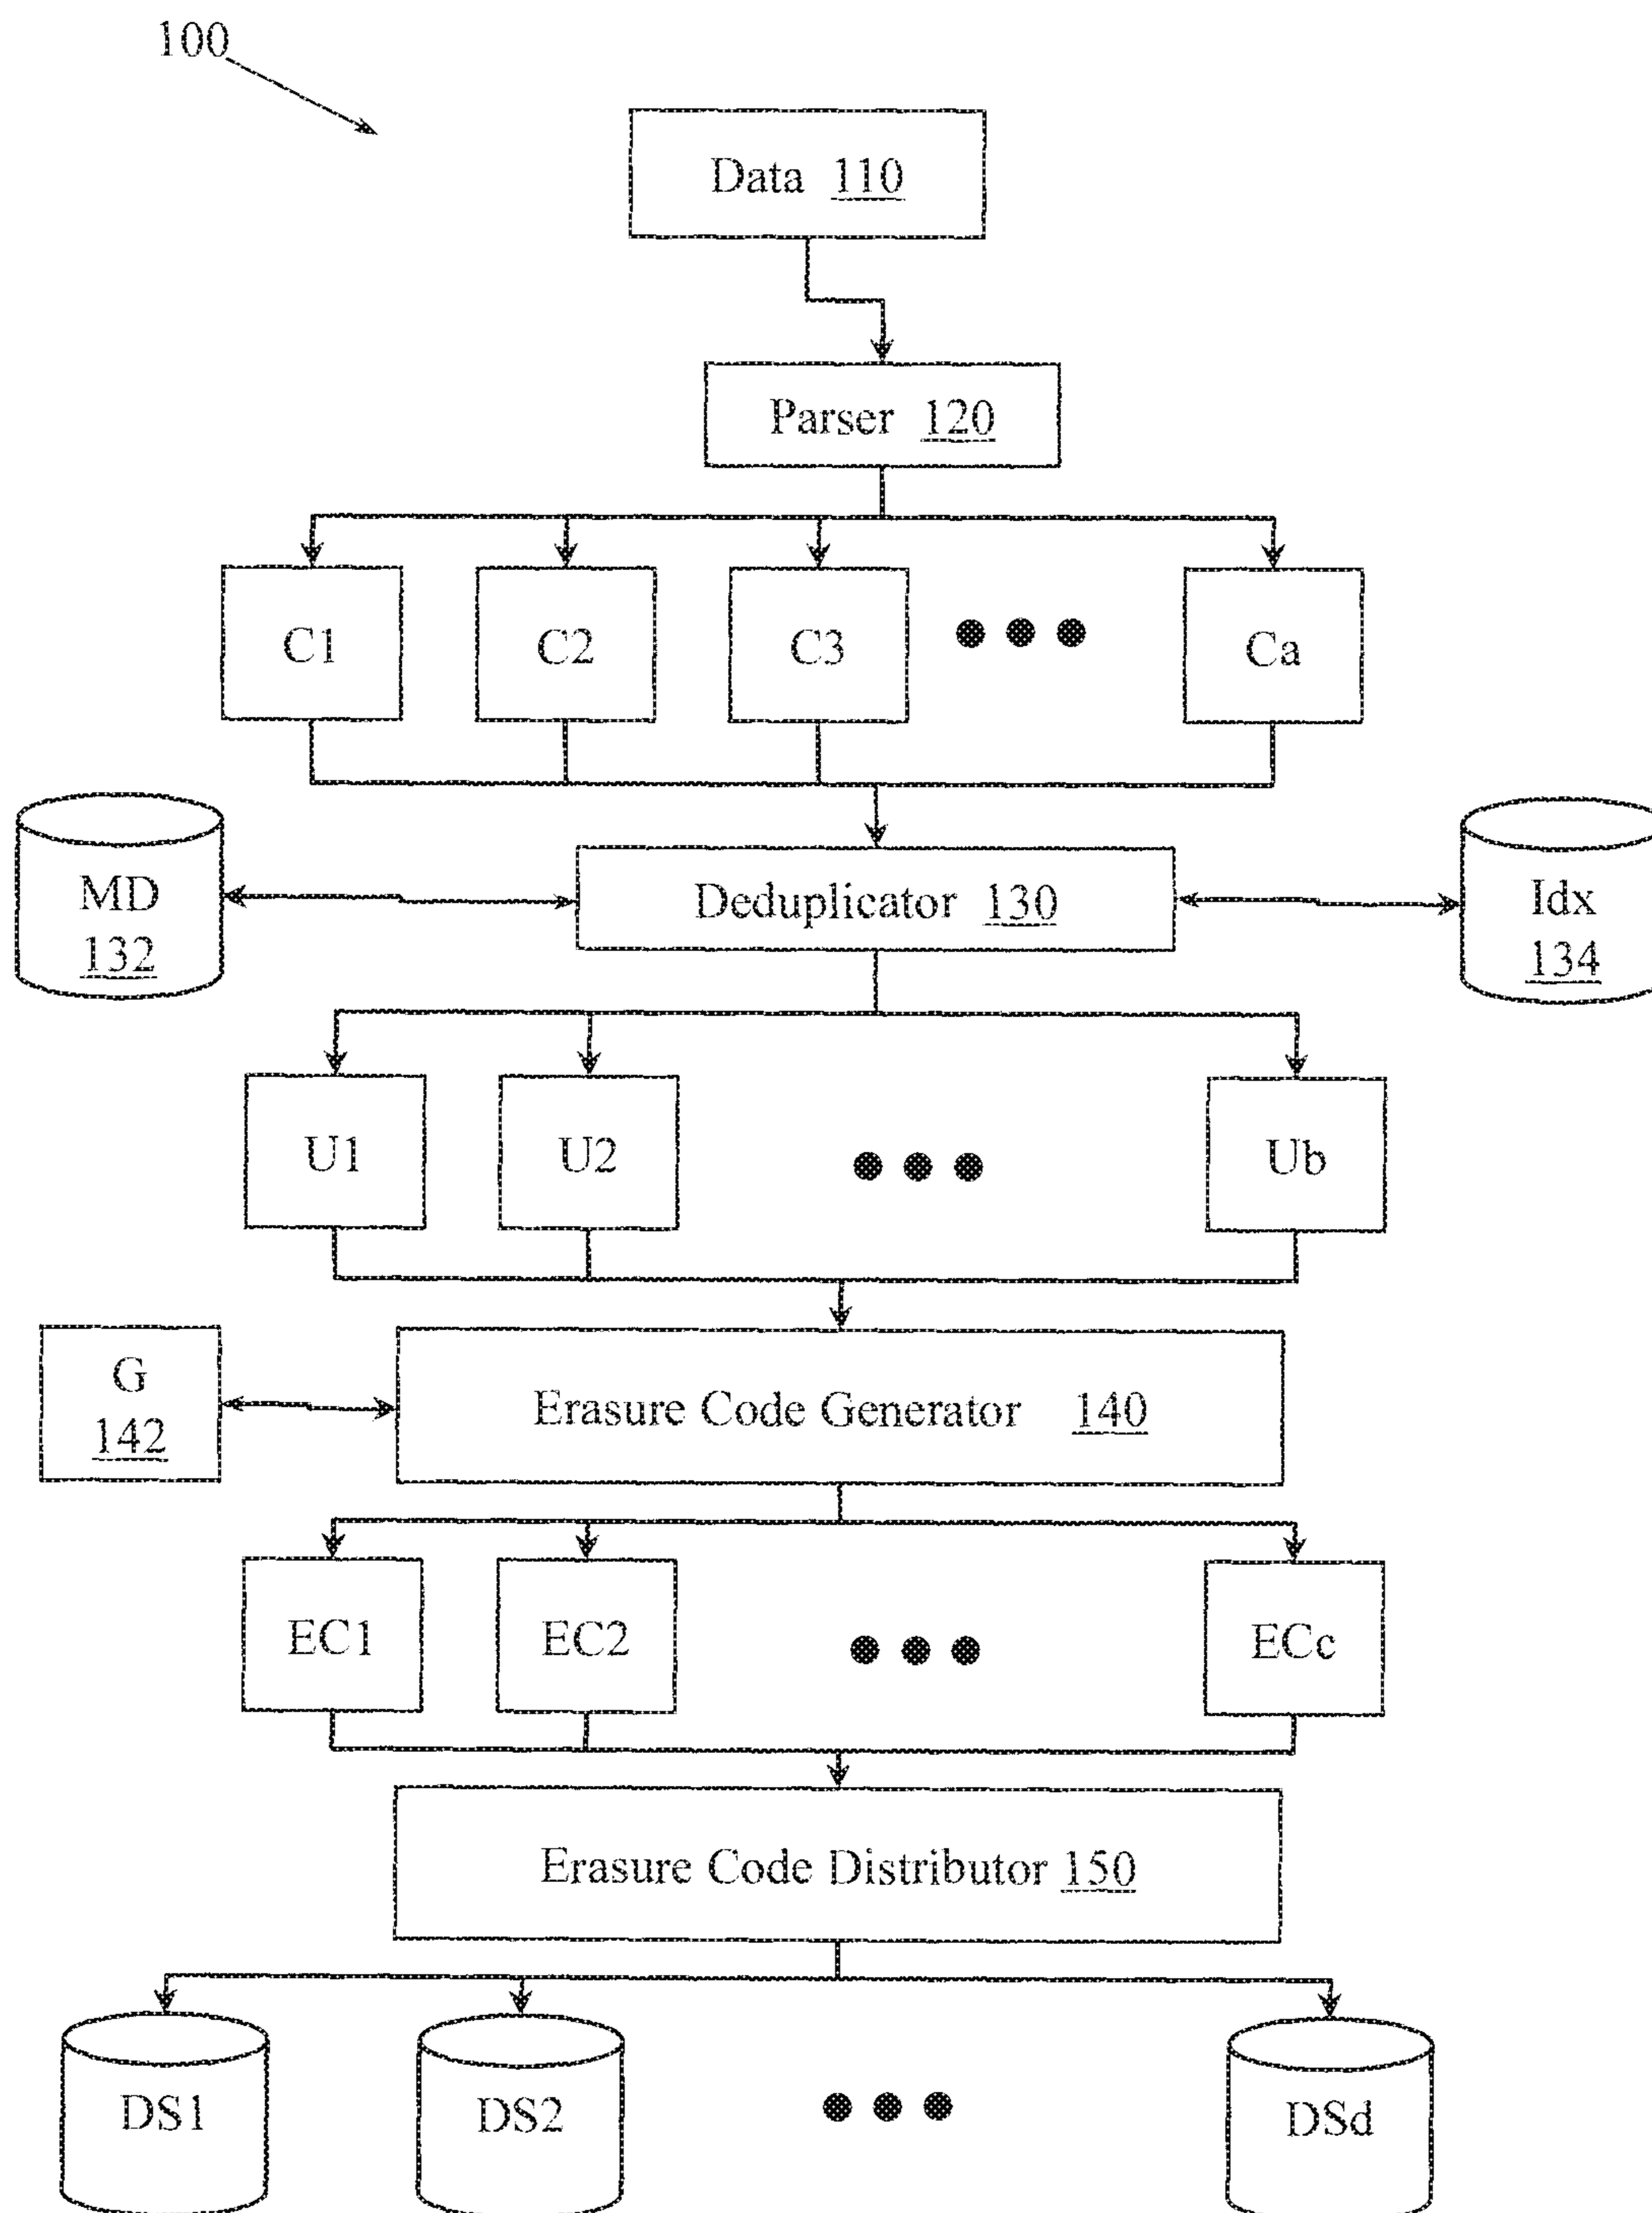 100
Data 110
Parser 120
C1 C2 C3 Ca
MD
132
Deduplicator 130
Idx
134
U1 U2 Ub
G
142
Erasure Code Generator 140
EC1 EC2 ECc
Erasure Code Distributor 150
DS1 DS2 DSd